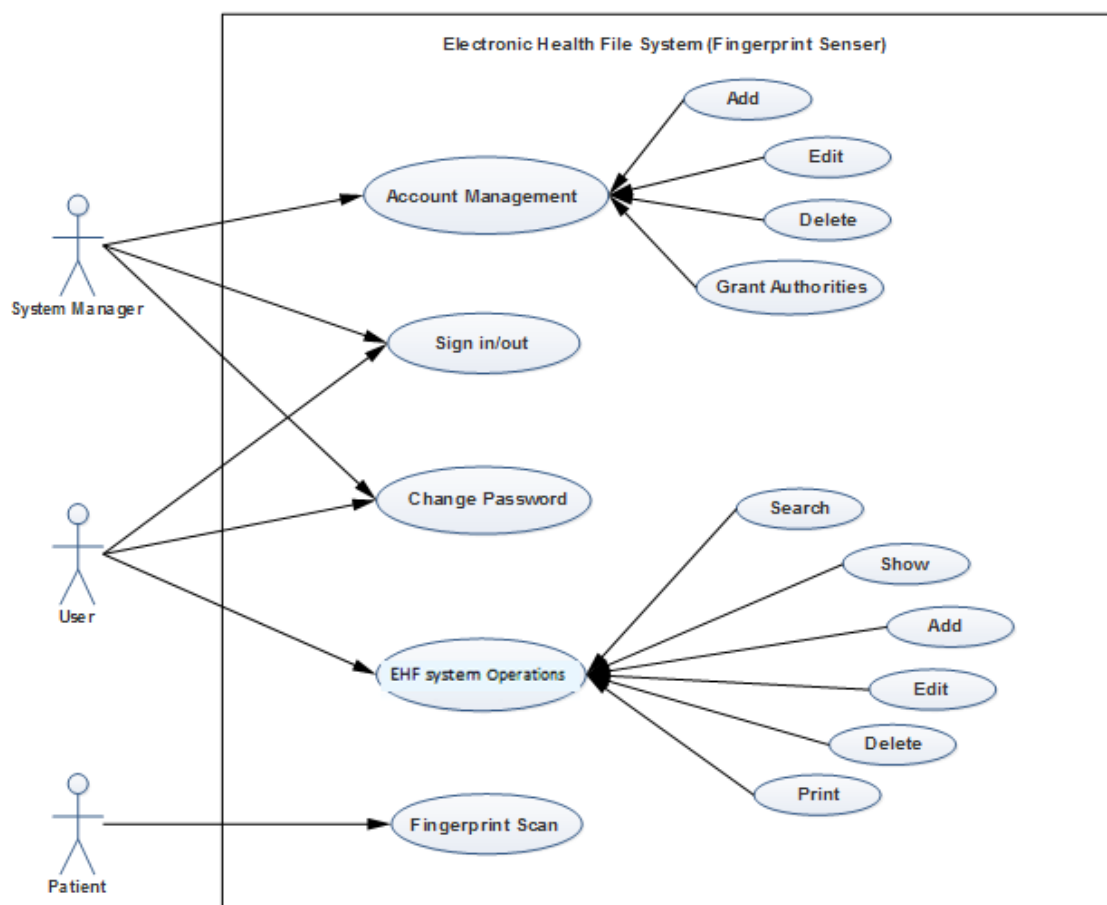 Electronic Health File System (Fingerprint Senser)
Add
Edit
Account Management
Delete
Grant Authorities
System Manager
Sign in/out
Change Password
Search
Show
User
Add
EHF system Operations
Edit
Delete
Print
Fingerprint Scan
Patient